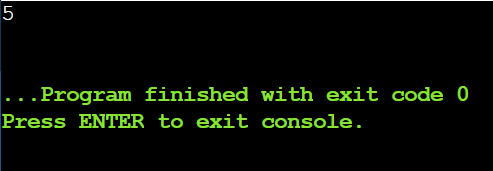 5
...Program finished with exit code 0
Press ENTER to exit console.